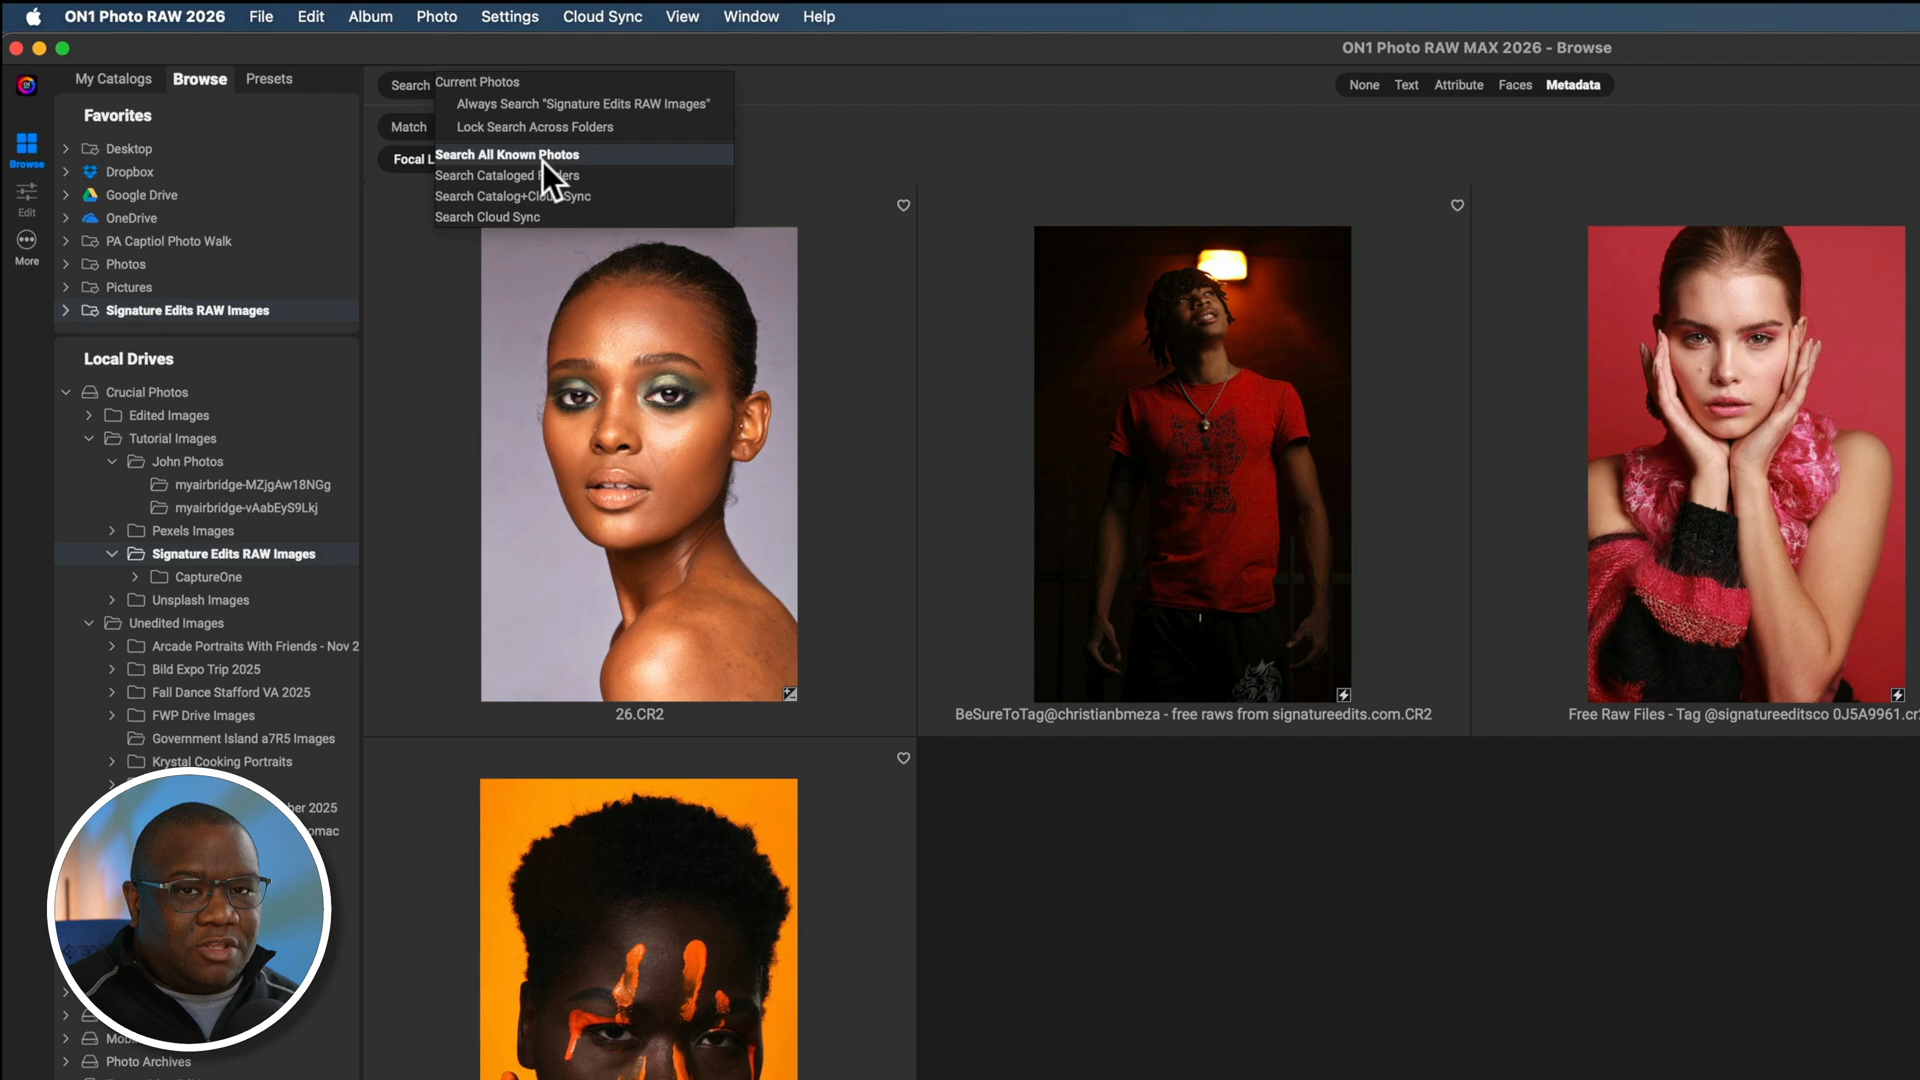 ON1 Photo RAW 2026 File Edit Album Photo Settings Cloud Sync View Window Help
ON1 Photo RAW MAX 2026 - Browse
My Catalogs Browse Presets
Search
None Text Attribute Faces Metadata
Current Photos
Always Search "Signature Edits RAW Images"
Match
Lock Search Across Folders
Focal
Search All Known Photos
Search Cataloged
Search Catalog+Cloud Sync
Search Cloud Sync
Browse
Edit
More
Favorites
Desktop
Dropbox
Google Drive
OneDrive
PA Captiol Photo Walk
Photos
Pictures
Signature Edits RAW Images
Local Drives
Crucial Photos
Edited Images
Tutorial Images
John Photos
myairbridge-MZjgAw18NGg
myairbridge-vAabEyS9Lkj
Pexels Images
Signature Edits RAW Images
CaptureOne
Unsplash Images
Unedited Images
Arcade Portraits With Friends - Nov 2
Bild Expo Trip 2025
Fall Dance Stafford VA 2025
FWP Drive Images
Government Island a7R5 Images
Krystal Cooking Portraits
2025
Photo Archives
BLACK
Month
26.CR2
BeSureToTag@christianbmeza - free raws from signatureedits.com.CR2
Free Raw Files - Tag @signatureeditsco 0J5A9961.cr